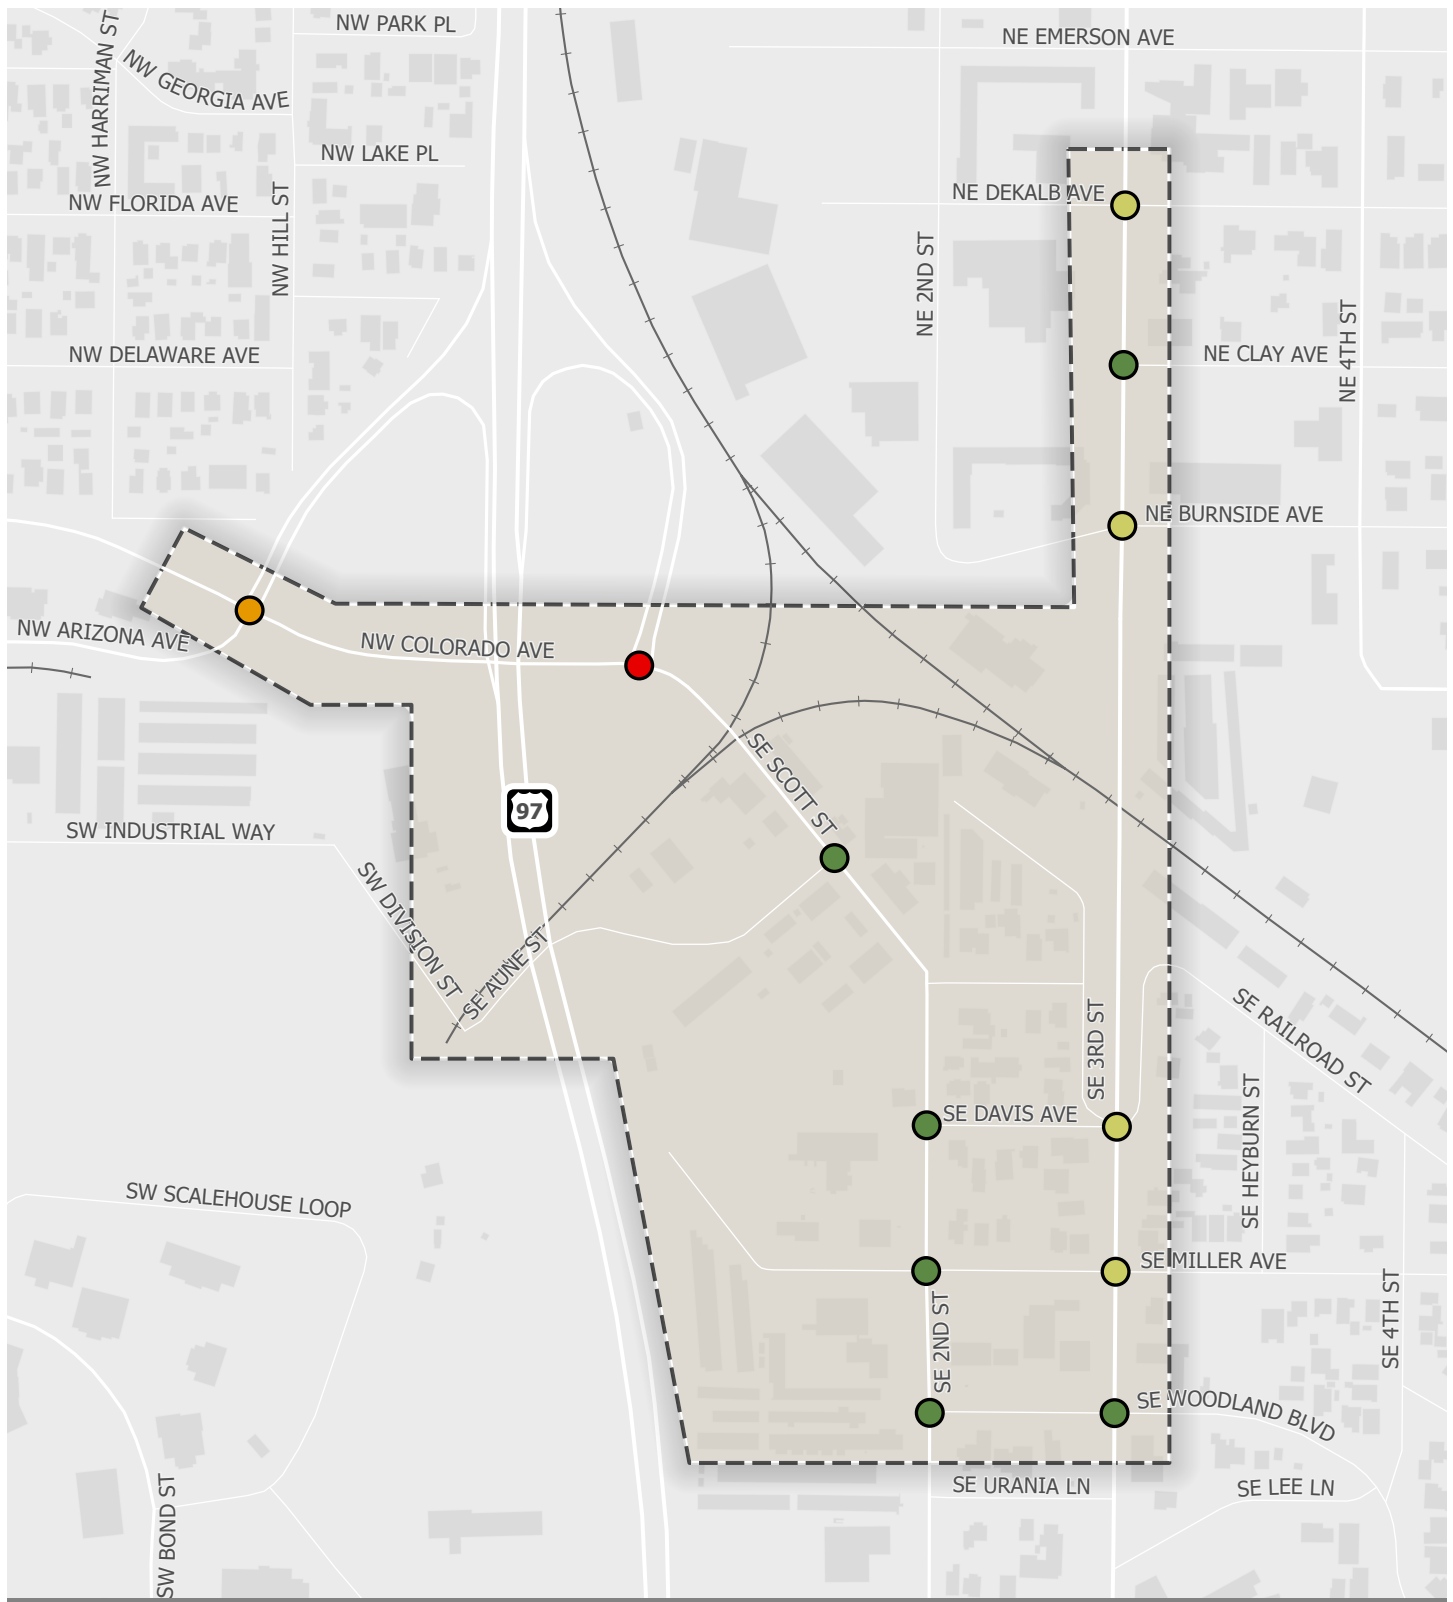 NW PARK PL
NE EMERSON AVE
NW HARRIMAN ST
NW GEORGIA AVE
NW LAKE PL
NW FLORIDA AVE
NE DEKALB AVE
NW HILL ST
NE 2ND ST
NW DELAWARE AVE
NE CLAY AVE
NE 4TH ST
NE BURNSIDE AVE
NW ARIZONA AVE
NW COLORADO AVE
SE SCOTT ST
97
SW INDUSTRIAL WAY
SW DIVISION ST
SE AUNE ST
SE 3RD ST
SE RAILROAD ST
SE DAVIS AVE
SE HEYBURN ST
SW SCALEHOUSE LOOP
SE MILLER AVE
SE 2ND ST
SE 4TH ST
SE WOODLAND BLVD
SE URANIA LN
SE LEE LN
SW BOND ST